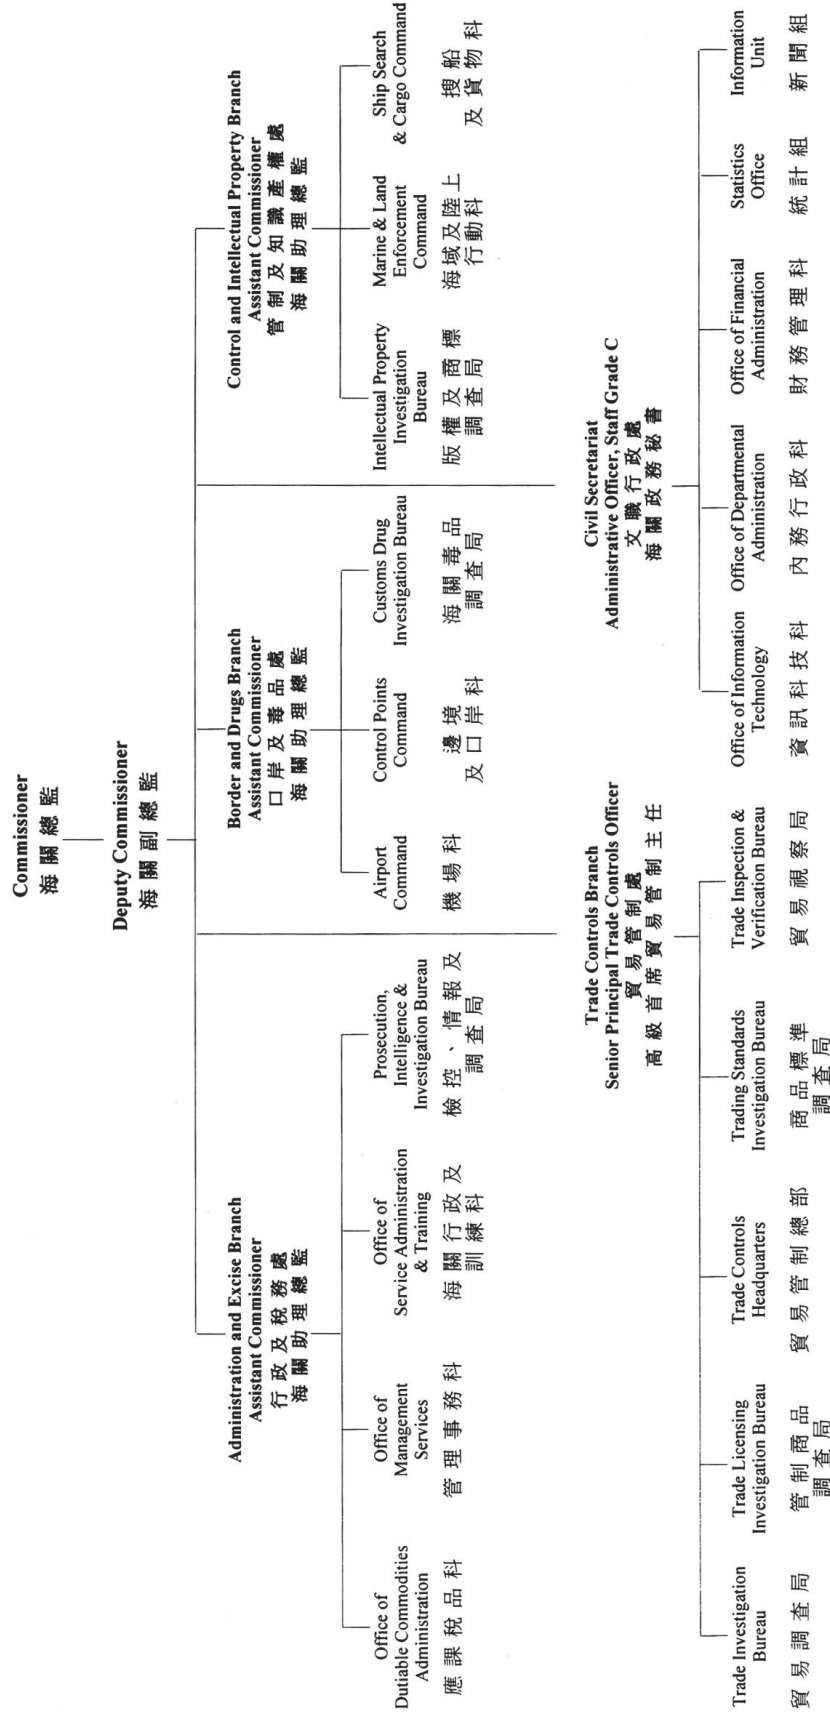 Commissioner
海關總監
Deputy Commissioner
海關副總監
Administration and Excise Branch
Assistant Commissioner
行政及稅務處
海關助理總監
Office of
Dutiable Commodities
Administration
應課稅品科
Office of
Management
Services
管理事務科
Office of
Service Administration
& Training
海關行政及
訓練科
Prosecution,
Intelligence &
Investigation Bureau
檢控、情報及
調查局
Border and Drugs Branch
Assistant Commissioner
口岸及毒品處
海關助理總監
Airport
Command
機場科
Control Points
Command
邊境
及口岸科
Customs Drug
Investigation Bureau
海關毒品
調查局
Control and Intellectual Property Branch
Assistant Commissioner
管制及知識產權處
海關助理總監
Intellectual Property
Investigation
Bureau
版權及商標
調查局
Marine & Land
Enforcement
Command
海域及陸上
行動科
Ship Search
& Cargo Command
搜船
及貨物科
Trade Controls Branch
Senior Principal Trade Controls Officer
貿易管制處
高級首席貿易管制主任
Trade Investigation
Bureau
貿易調查局
Trade Licensing
Investigation Bureau
管制商品
調查局
Trade Controls
Headquarters
貿易管制總部
Trading Standards
Investigation Bureau
商品標準
調查局
Trade Inspection &
Verification Bureau
貿易視察局
Civil Secretariat
Administrative Officer, Staff Grade C
文職行政處
海關政務秘書
Office of Information
Technology
資訊科技科
Office of Departmental
Administration
內務行政科
Office of Financial
Administration
財務管理科
Statistics
Office
統計組
Information
Unit
新聞組